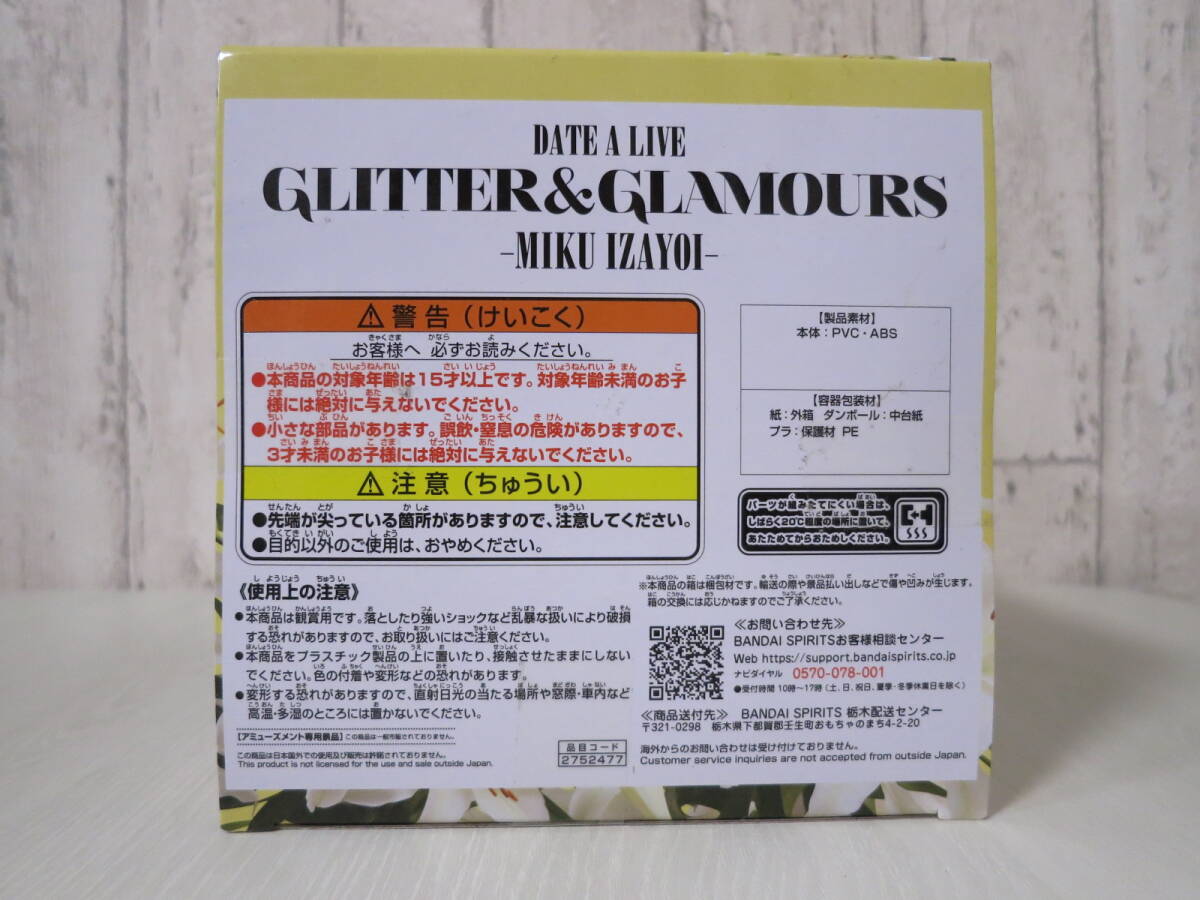 DATE A LIVE
GLITTER&GLAMOURS
-MIKU IZAYOI-
⚠警告（けいこく）
お客様へ 必ずお読みください。
●本商品の対象年齢は15才以上です。対象年齢未満のお子
様には絶対に与えないでください。
●小さな部品があります。誤飲・窒息の危険がありますので、
3才未満のお子様には絶対に与えないでください。
⚠注意（ちゅうい）
●先端が尖っている箇所がありますので、注意してください。
●目的以外のご使用は、おやめください。
【製品素材】
本体：PVC・ABS
【容器包装材】
紙：外箱 ダンボール：中台紙
プラ：保護材 PE
パーツが組みたてにくい場合は、
しばらく20℃程度の場所に置いて、
あたためてからおためしください。
《使用上の注意》
●本商品は観賞用です。落としたり強いショックなど乱暴な扱いにより破損
する恐れがありますので、お取り扱いにはご注意ください。
●本商品をプラスチック製品の上に置いたり、接触させたままにしない
でください。色の付着や変形などの恐れがあります。
●変形する恐れがありますので、直射日光の当たる場所や窓際・車内など
高温・多湿のところには置かないでください。
[アミューズメント専用景品] この商品は一般市販されておりません。
この商品は日本国外での使用及び販売は許諾されておりません。
This product is not licensed for the use and sale outside Japan.
品目コード
2752477
※本商品の箱は梱包材です。輸送の際や景品払い出しなどで傷や凹みが生じます。
箱の交換には応じかねますのでご了承ください。
≪お問い合わせ先≫
BANDAI SPIRITSお客様相談センター
Web https://support.bandaispirits.co.jp
ナビダイヤル 0570-078-001
●受付時間 10時～17時（土、日、祝日、夏季・冬季休業日を除く）
≪商品送付先≫ BANDAI SPIRITS 栃木配送センター
〒321-0298 栃木県下都賀郡壬生町おもちゃのまち4-2-20
海外からのお問い合わせは受け付けておりません。
Customer service inquiries are not accepted from outside Japan.